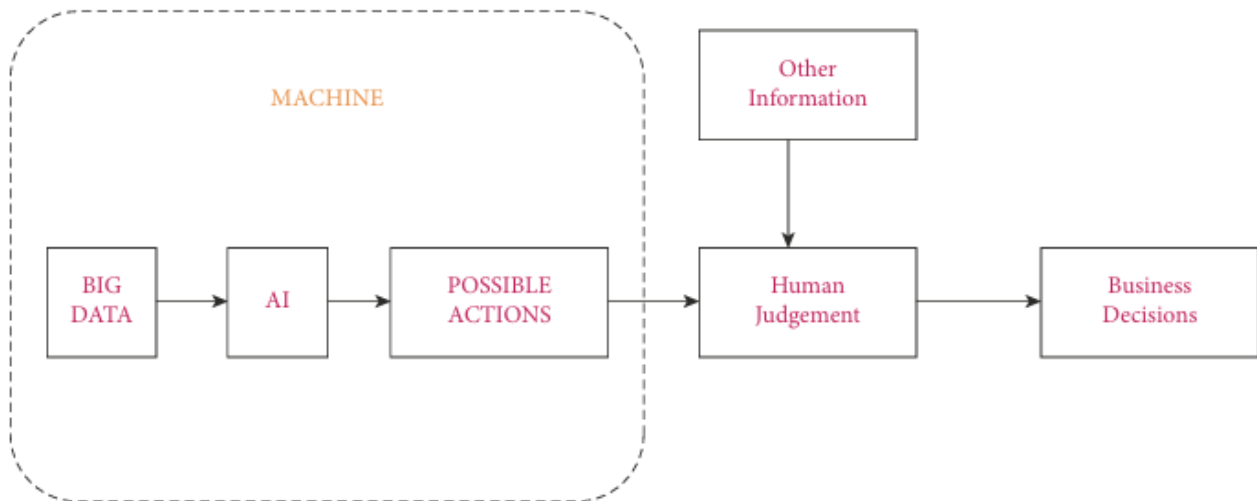 MACHINE
Other
Information
BIG
DATA
AI
POSSIBLE
ACTIONS
Human
Judgement
Business
Decisions